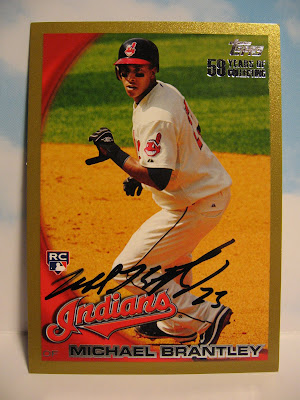 Topps
59 YEARS OF
COLLECTING
RC
23
Indians
MICHAEL BRANTLEY